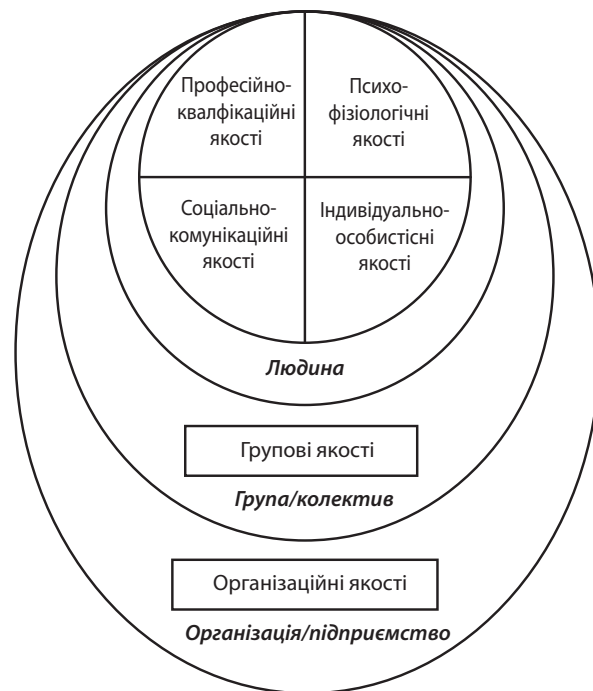 Професійно-
квалфікаційні
якості
Психо-
фізіологічні
якості
Соціально-
комунікаційні
якості
Індивідуально-
особистісні
якості
Людина
Групові якості
Група/колектив
Організаційні якості
Організація/підприємство